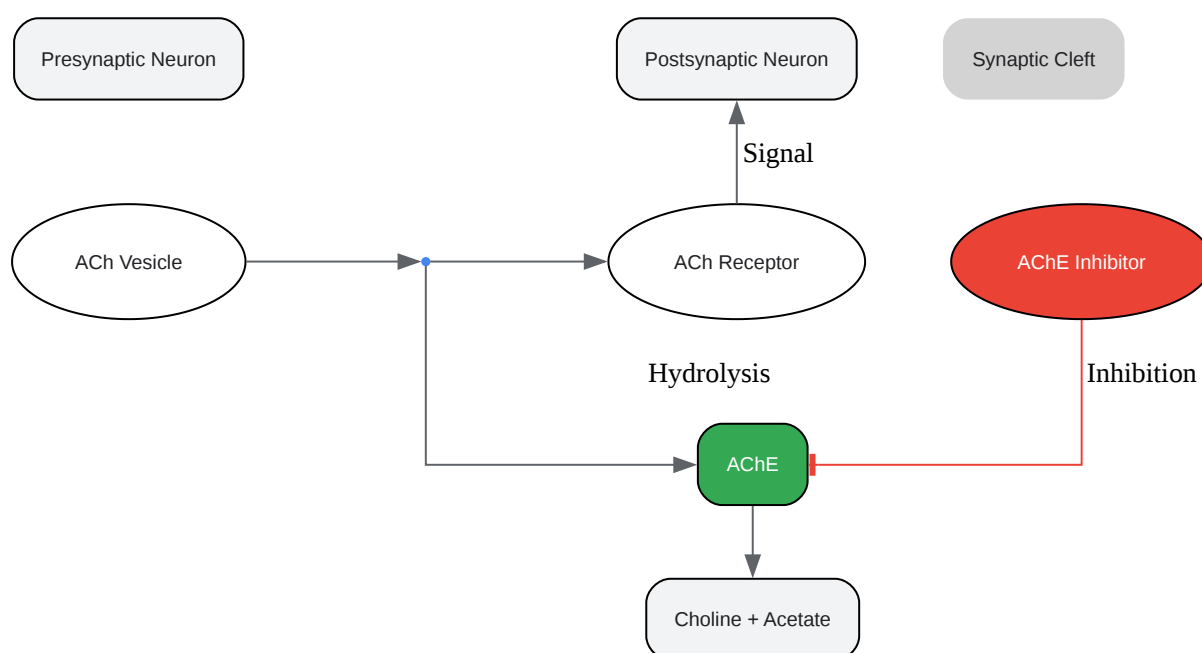 Presynaptic Neuron
Postsynaptic Neuron
Synaptic Cleft
Signal
ACh Vesicle
ACh Receptor
AChE Inhibitor
Hydrolysis
Inhibition
AChE
Choline + Acetate